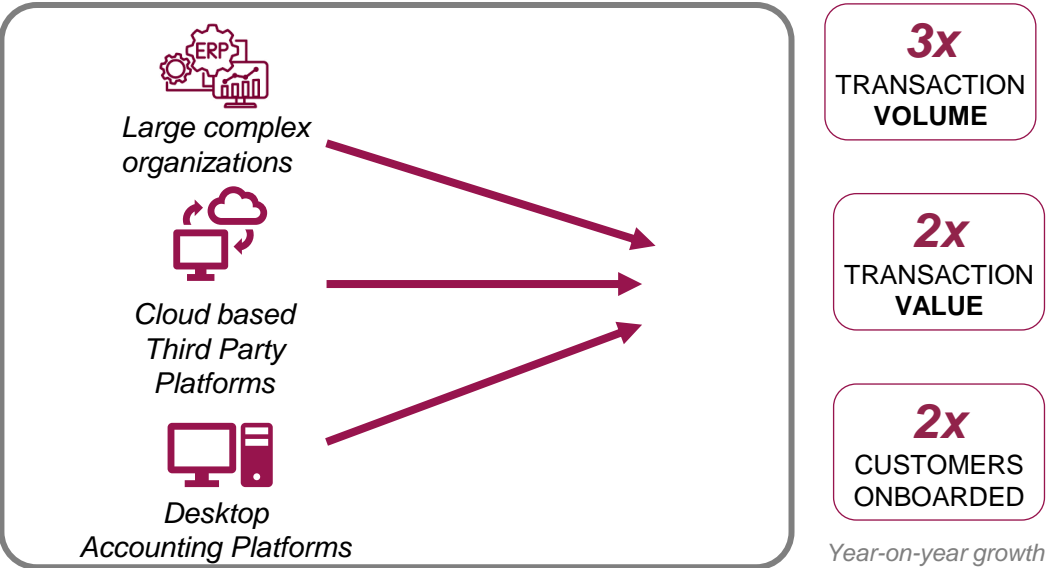 ERP
Large complex
organizations
Cloud based
Third Party
Platforms
Desktop
Accounting Platforms
3x
TRANSACTION
VOLUME
2x
TRANSACTION
VALUE
2x
CUSTOMERS
ONBOARDED
Year-on-year growth